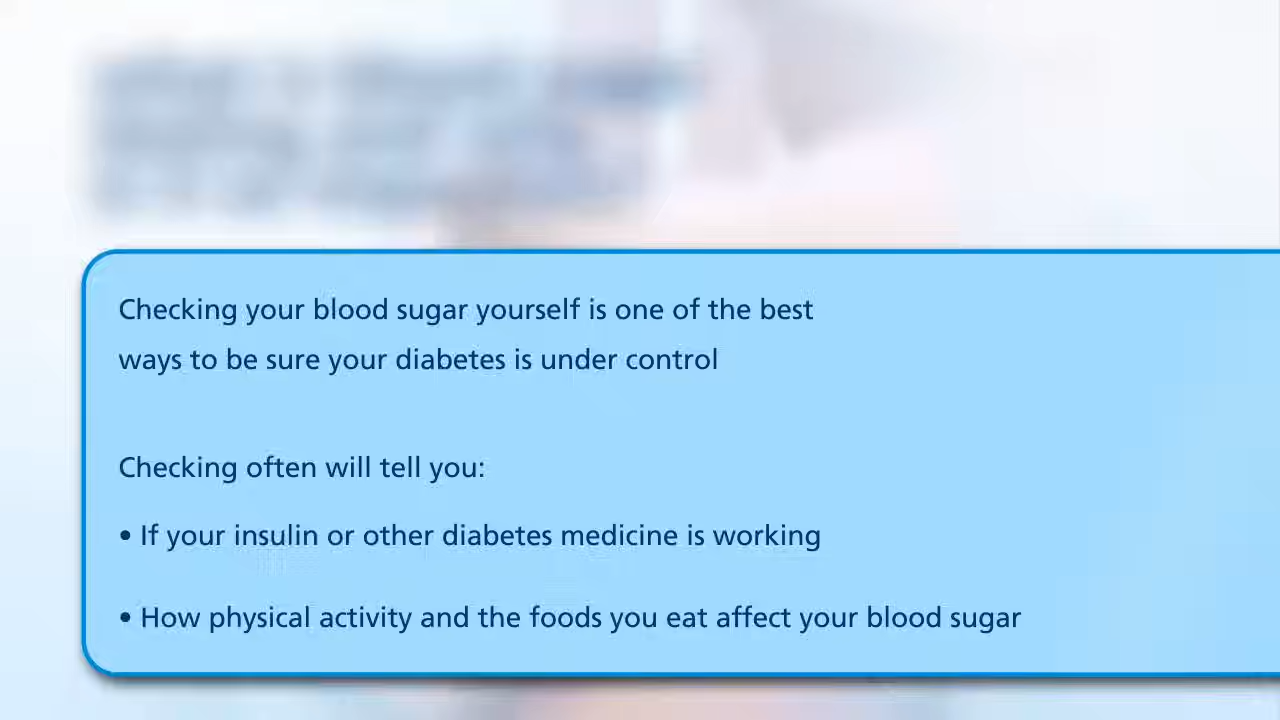 Checking your blood sugar yourself is one of the best
ways to be sure your diabetes is under control
Checking often will tell you:
• If your insulin or other diabetes medicine is working
• How physical activity and the foods you eat affect your blood sugar